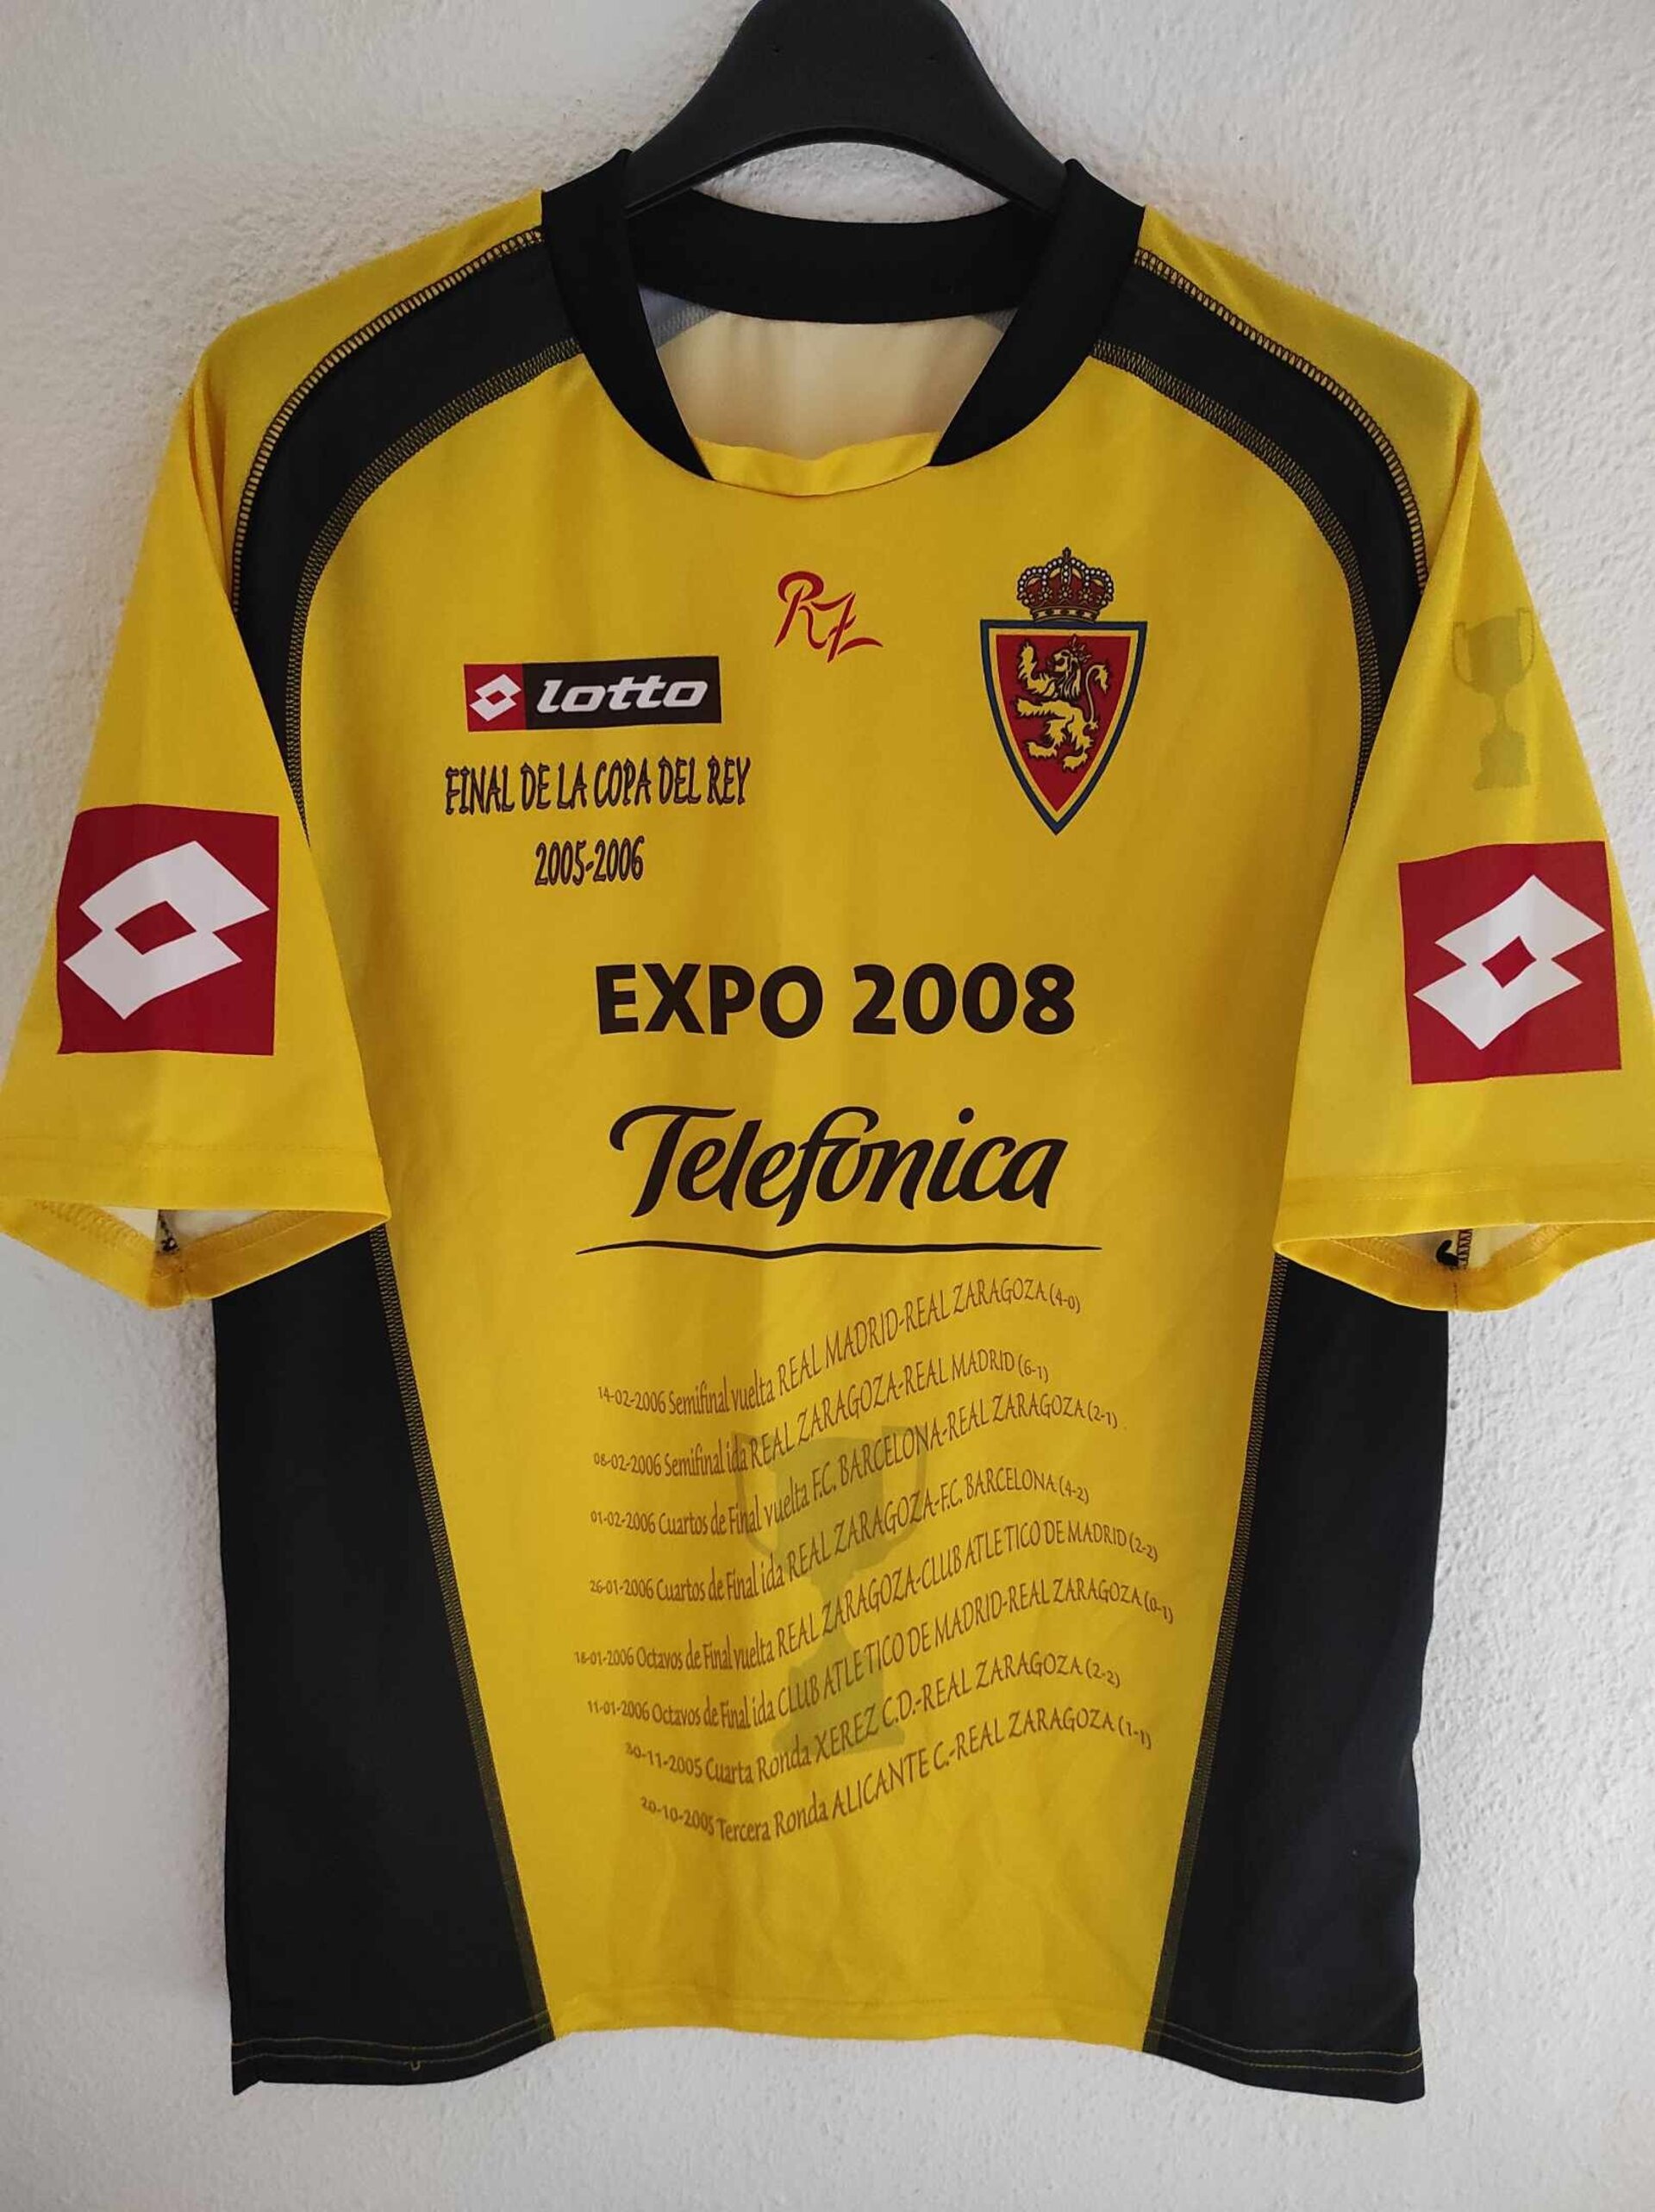 RZ
lotto
FINAL DE LA COPA DEL REY
2005-2006
EXPO 2008
Telefónica
14-02-2006 Semifinal vuelta REAL MADRID-REAL ZARAGOZA (4-0)
08-02-2006 Semifinal ida REAL ZARAGOZA-REAL MADRID (6-1)
01-02-2006 Cuartos de Final vuelta F.C. BARCELONA-REAL ZARAGOZA (2-1)
26-01-2006 Cuartos de Final ida REAL ZARAGOZA-F.C. BARCELONA (4-2)
18-01-2006 Octavos de Final vuelta REAL ZARAGOZA-CLUB ATLETICO DE MADRID (2-2)
11-01-2006 Octavos de Final ida CLUB ATLETICO DE MADRID-REAL ZARAGOZA (0-1)
30-11-2005 Cuarta Ronda XEREZ C.D.-REAL ZARAGOZA (2-2)
20-10-2005 Tercera Ronda ALICANTE C.-REAL ZARAGOZA (1-1)